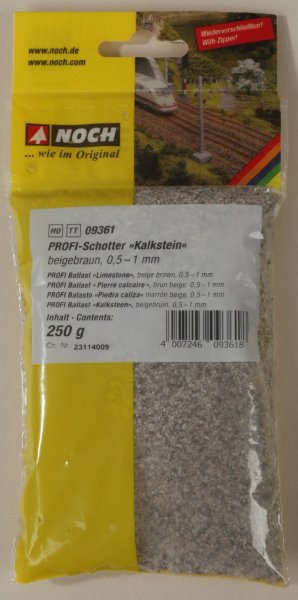 Wiederverschließbar!
With Zipper!
www.noch.de
www.noch.com
NOCH
... wie im Original
H0 TT 09361
PROFI-Schotter »Kalkstein«
beigebraun, 0,5 – 1 mm
PROFI Ballast »Limestone«, beige brown, 0,5 – 1 mm
PROFI Ballast » Pierre calcaire«, brun beige, 0,5 – 1 mm
PROFI Balasto »Piedra caliza« marrón beige, 0,5 – 1 mm
PROFI Ballast »Kalksteen«, beigebruin, 0,5 – 1 mm
Inhalt - Contents:
250 g
Ch.-Nr. 23114009
4 007246 093618